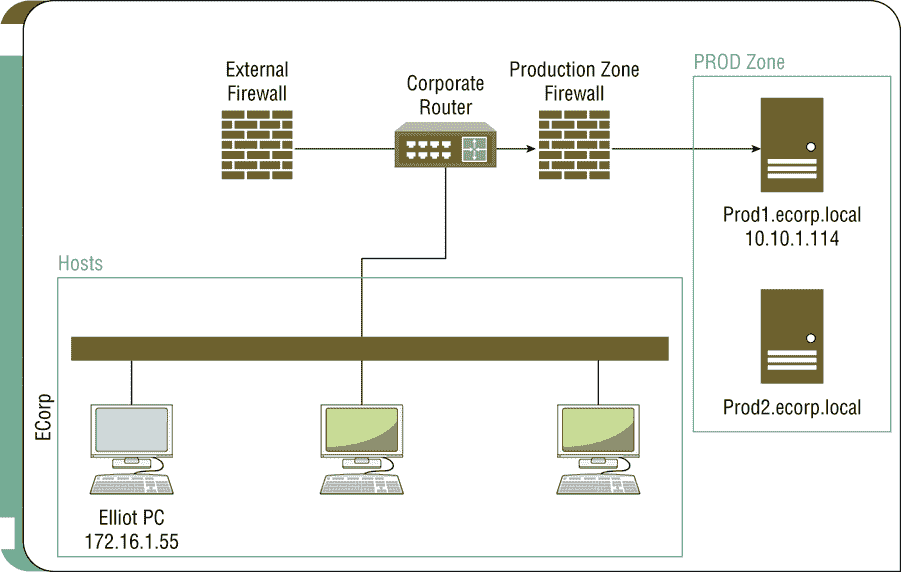 External
Firewall
Corporate
Router
Production Zone
Firewall
PROD Zone
Prod1.ecorp.local
10.10.1.114
Prod2.ecorp.local
Hosts
ECorp
Elliot PC
172.16.1.55